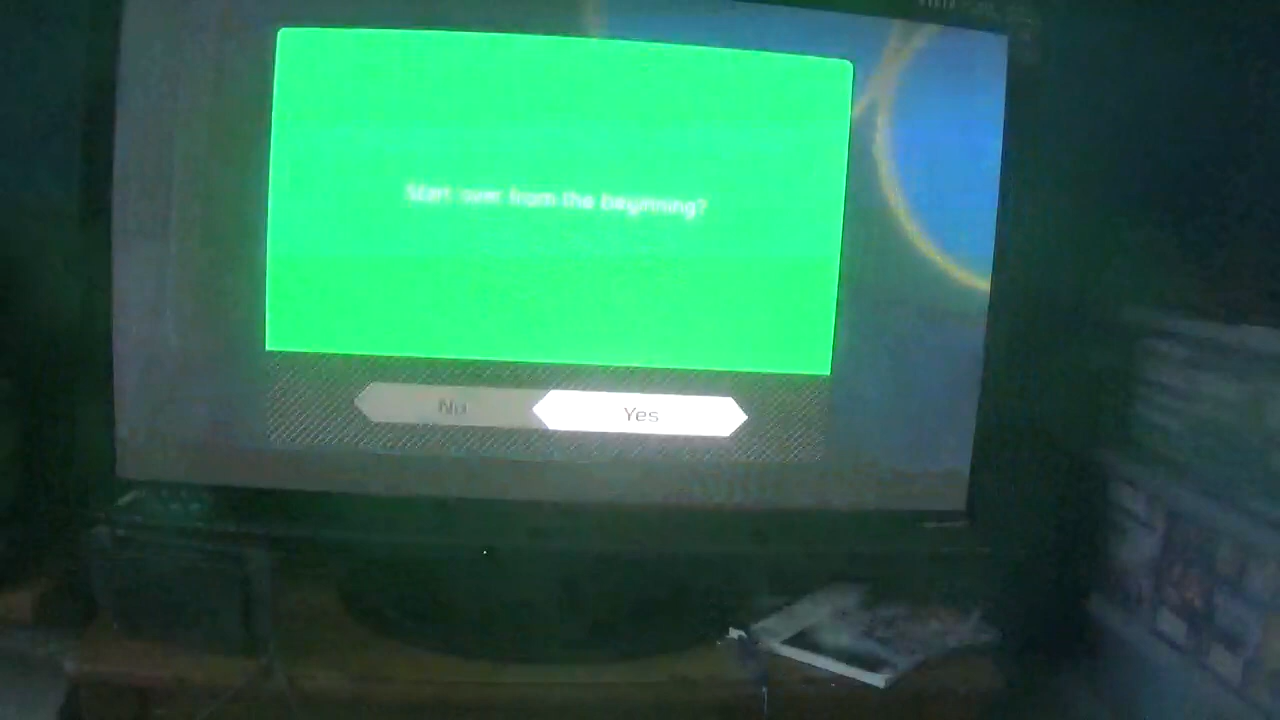 Start over from the beginning?
No
Yes